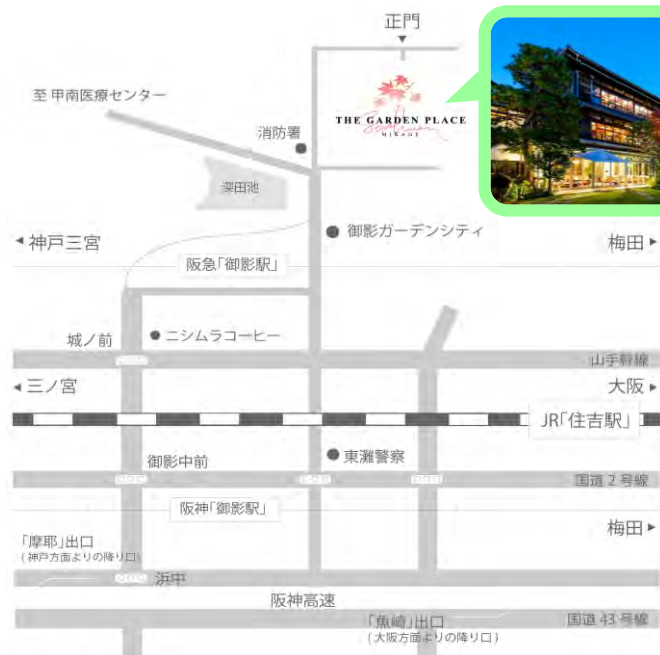 正門
至 甲南医療センター
消防署
THE GARDEN PLACE
MIKAGE
深田池
御影ガーデンシティ
神戸三宮
梅田
阪急「御影駅」
城ノ前
ニシムラコーヒー
山手幹線
三ノ宮
大阪
JR「住吉駅」
御影中前
東灘警察
国道2号線
阪神「御影駅」
梅田
「摩耶」出口
(神戸方面よりの降り口)
浜中
阪神高速
「魚崎」出口
(大阪方面よりの降り口)
国道43号線